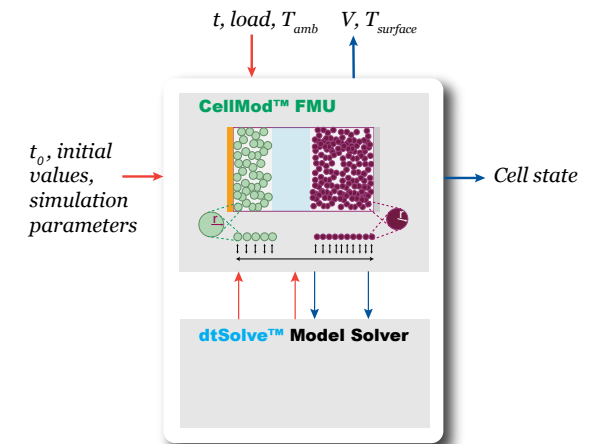 t, load, T_amb V, T_surface
CellMod™ FMU
t_0, initial
values,
simulation
parameters
Cell state
r r
dtSolve™ Model Solver